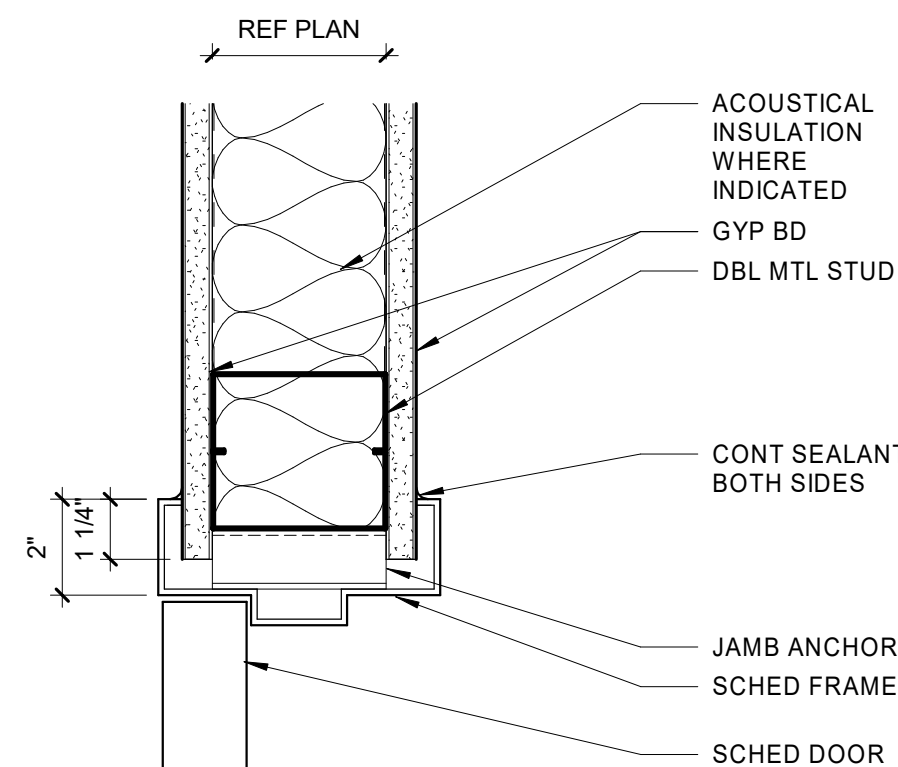 REF PLAN
ACOUSTICAL
INSULATION
WHERE
INDICATED
GYP BD
DBL MTL STUD
CONT SEALANT
BOTH SIDES
2"
1 1/4"
JAMB ANCHOR
SCHED FRAME
SCHED DOOR